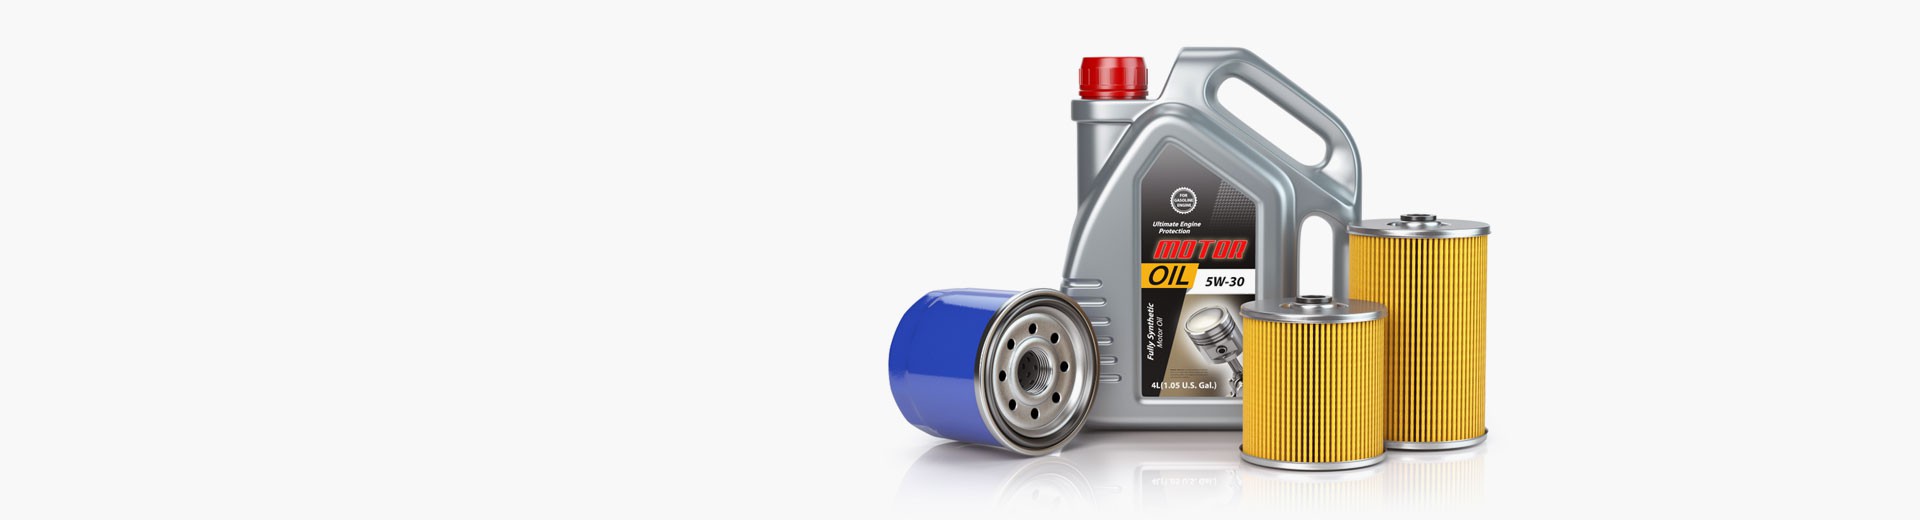 FOR
GASOLINE
ENGINE
Ultimate Engine
Protection
MOTOR
OIL
5W-30
Fully Synthetic
Motor Oil
4L(1.05 U.S. Gal.)